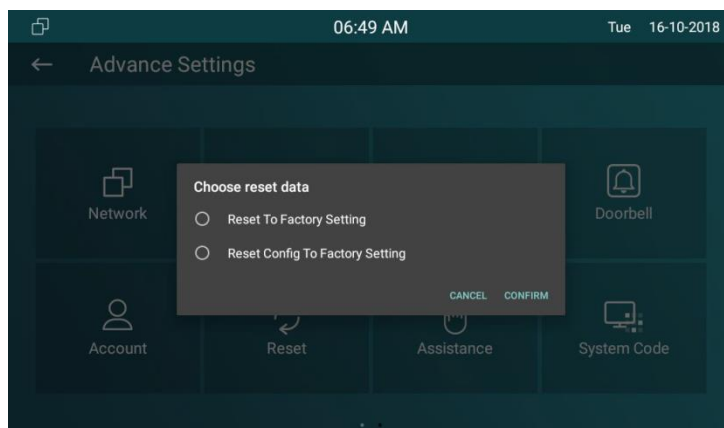 06:49 AM
Tue 16-10-2018
Advance Settings
Choose reset data
Reset To Factory Setting
Reset Config To Factory Setting
CANCEL CONFIRM
Network
Doorbell
Account
Reset
Assistance
System Code